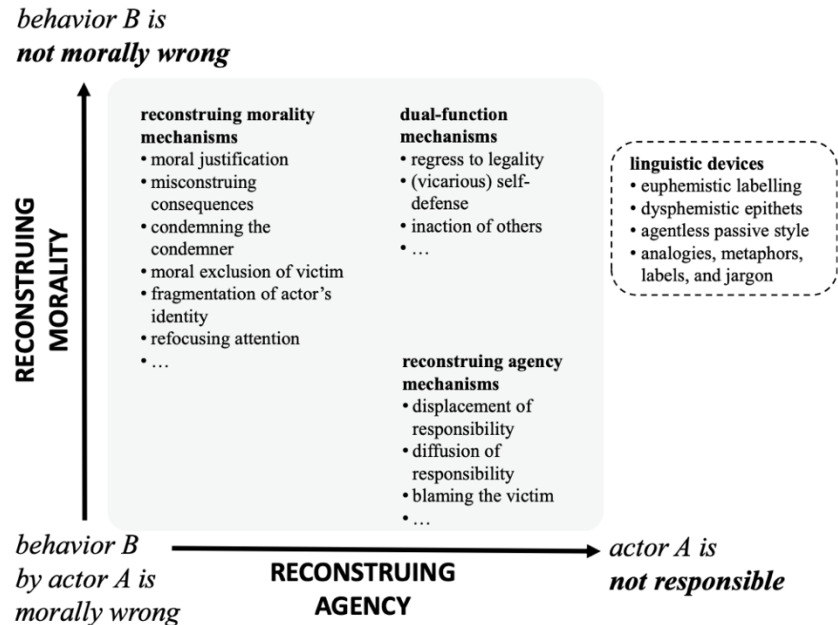 behavior B is
not morally wrong
RECONSTRUING
MORALITY
reconstruing morality
mechanisms
• moral justification
• misconstruing
consequences
• condemning the
condemner
• moral exclusion of victim
• fragmentation of actor's
identity
• refocusing attention
• …
dual-function
mechanisms
• regress to legality
• (vicarious) self-
defense
• inaction of others
• …
linguistic devices
• euphemistic labelling
• dysphemistic epithets
• agentless passive style
• analogies, metaphors,
labels, and jargon
reconstruing agency
mechanisms
• displacement of
responsibility
• diffusion of
responsibility
• blaming the victim
• …
behavior B
by actor A is
morally wrong
RECONSTRUING
AGENCY
actor A is
not responsible